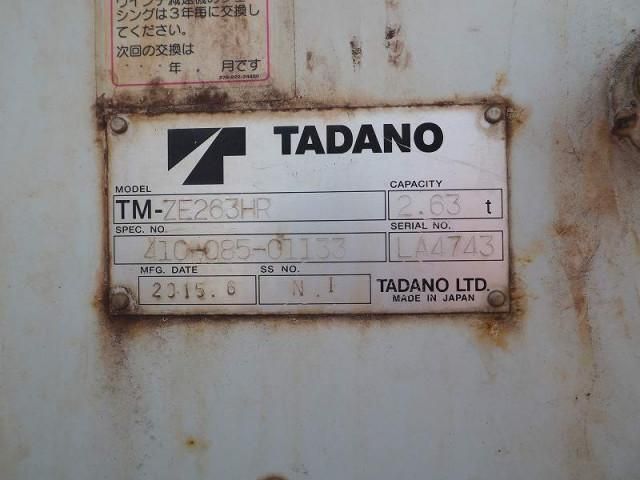 シングは3年毎に交換し
てください。
次回の交換は
年 月です
TADANO
MODEL
CAPACITY
TM-ZE263HR
2.63 t
SPEC. NO.
SERIAL NO.
410-085-01133
LA4743
MFG. DATE
SS NO.
2015.6
N.I
TADANO LTD.
MADE IN JAPAN